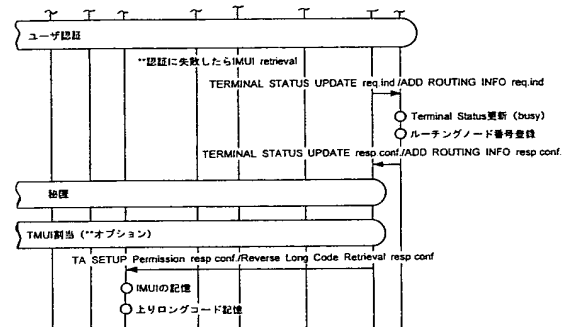 ユーザ認証
**認証に失敗したらIMUI retrieval
TERMINAL STATUS UPDATE req.ind /ADD ROUTING INFO req.ind
Terminal Status更新（busy）
ルーチングノード番号登録
TERMINAL STATUS UPDATE resp.conf./ADD ROUTING INFO resp.conf.
秘匿
TMUI割当（**オプション）
TA SETUP Permission resp conf./Reverse Long Code Retrieval resp conf
IMUIの記憶
上りロングコード記憶